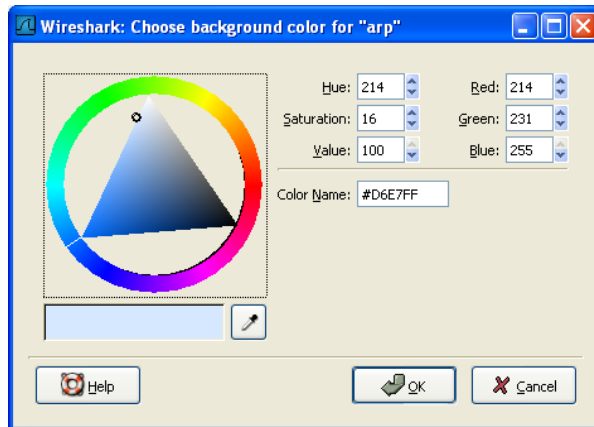 Wireshark: Choose background color for "arp"
Hue: 214 Red: 214
Saturation: 16 Green: 231
Value: 100 Blue: 255
Color Name: #D6E7FF
Help OK Cancel